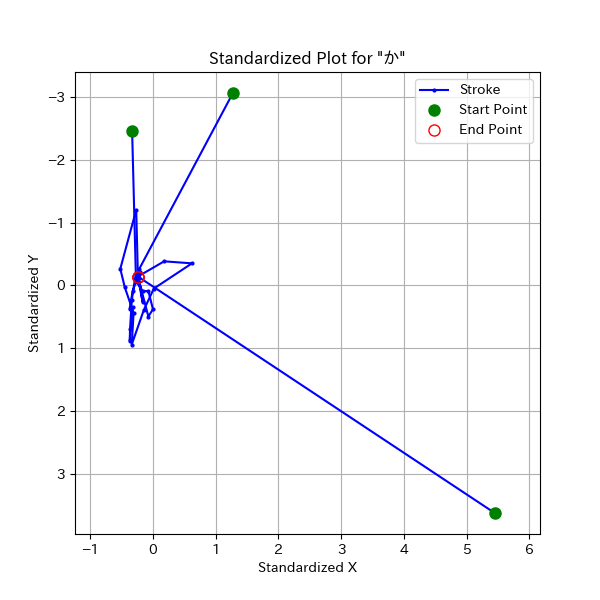 Standardized Plot for "か"
Stroke
Start Point
End Point
−3
−2
−1
0
1
2
3
Standardized Y
−1 0 1 2 3 4 5 6
Standardized X